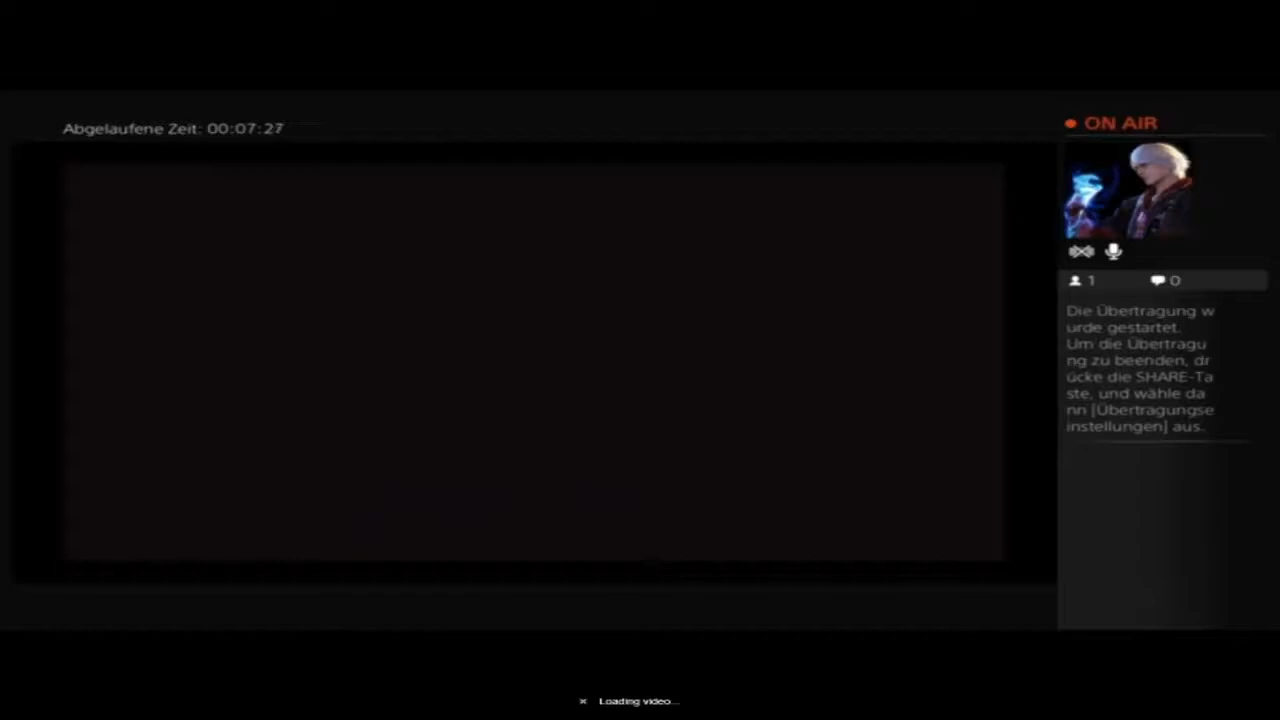 Abgelaufene Zeit: 00:07:27
ON AIR
1
0
Die Übertragung w
urde gestartet.
Um die Übertragu
ng zu beenden, dr
ücke die SHARE-Ta
ste, und wähle da
nn [Übertragungse
instellungen] aus.
Loading video...